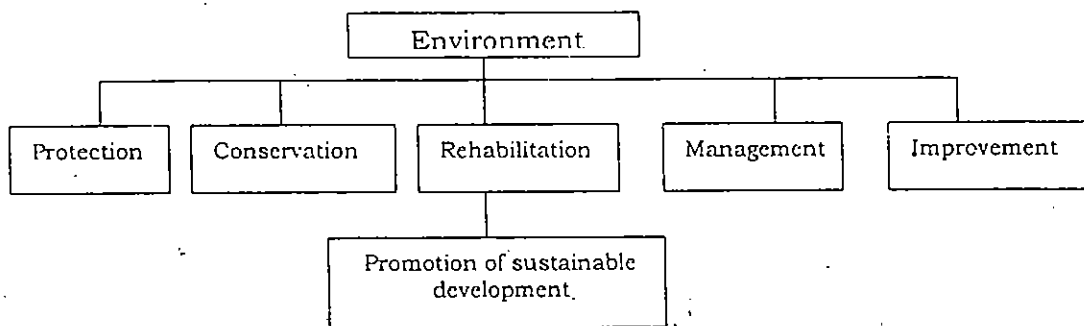 Environment
Protection
Conservation
Rehabilitation
Management
Improvement
Promotion of sustainable
development